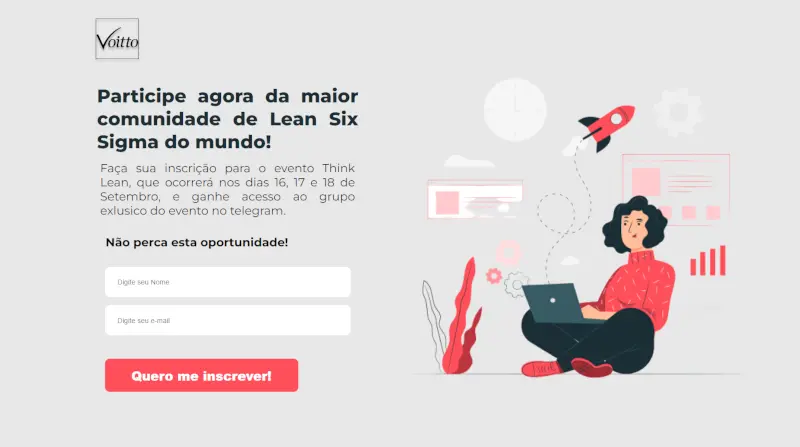 Voitto
Participe agora da maior
comunidade de Lean Six
Sigma do mundo!
Faça sua inscrição para o evento Think
Lean, que ocorrerá nos dias 16, 17 e 18 de
Setembro, e ganhe acesso ao grupo
exlusico do evento no telegram.
Não perca esta oportunidade!
Digite seu Nome
Digite seu e-mail
Quero me inscrever!